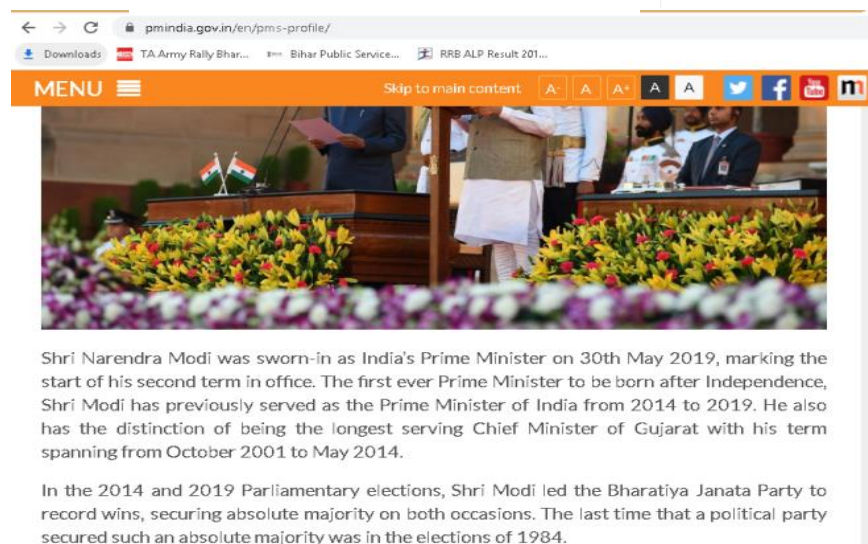 pmindia.gov.in/en/pms-profile/
Downloads TA Army Rally Bhar... Bihar Public Service... RRB ALP Result 201...
MENU Skip to main content A- A A+ A A You Tube m
Shri Narendra Modi was sworn-in as India's Prime Minister on 30th May 2019, marking the
start of his second term in office. The first ever Prime Minister to be born after Independence,
Shri Modi has previously served as the Prime Minister of India from 2014 to 2019. He also
has the distinction of being the longest serving Chief Minister of Gujarat with his term
spanning from October 2001 to May 2014.
In the 2014 and 2019 Parliamentary elections, Shri Modi led the Bharatiya Janata Party to
record wins, securing absolute majority on both occasions. The last time that a political party
secured such an absolute majority was in the elections of 1984.